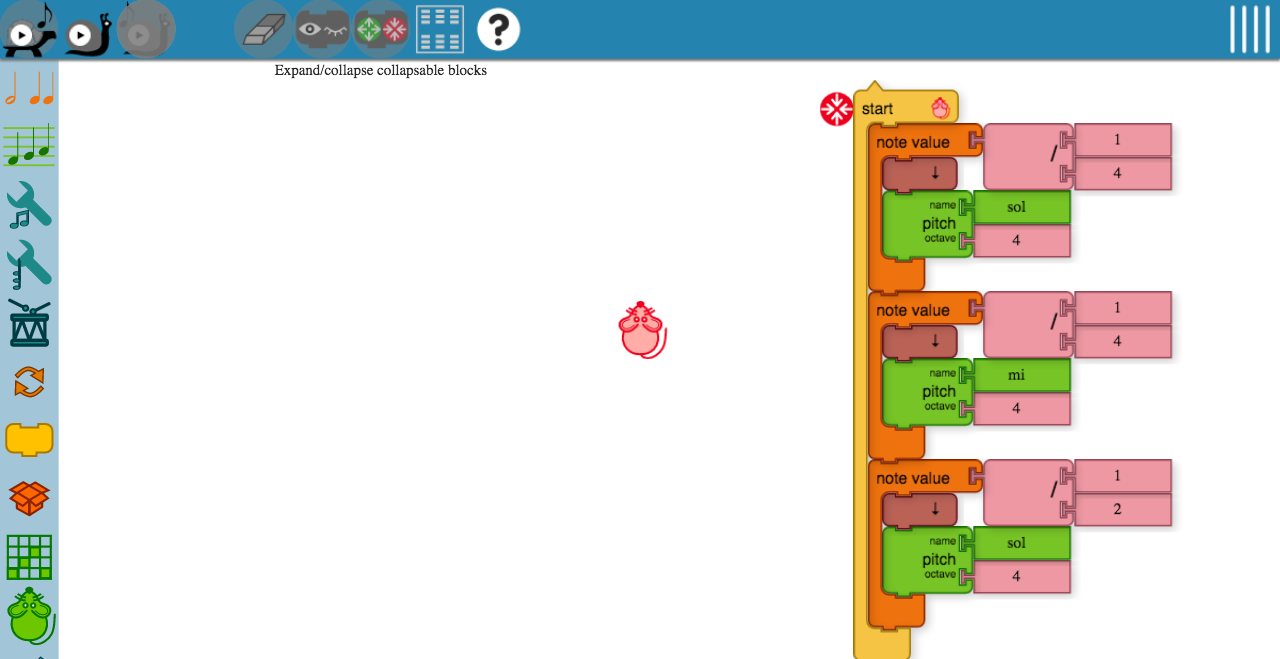 ?
Expand/collapse collapsable blocks
start
note value / 1
4
↓
name sol
pitch
octave 4
note value / 1
4
↓
name mi
pitch
octave 4
note value / 1
2
↓
name sol
pitch
octave 4